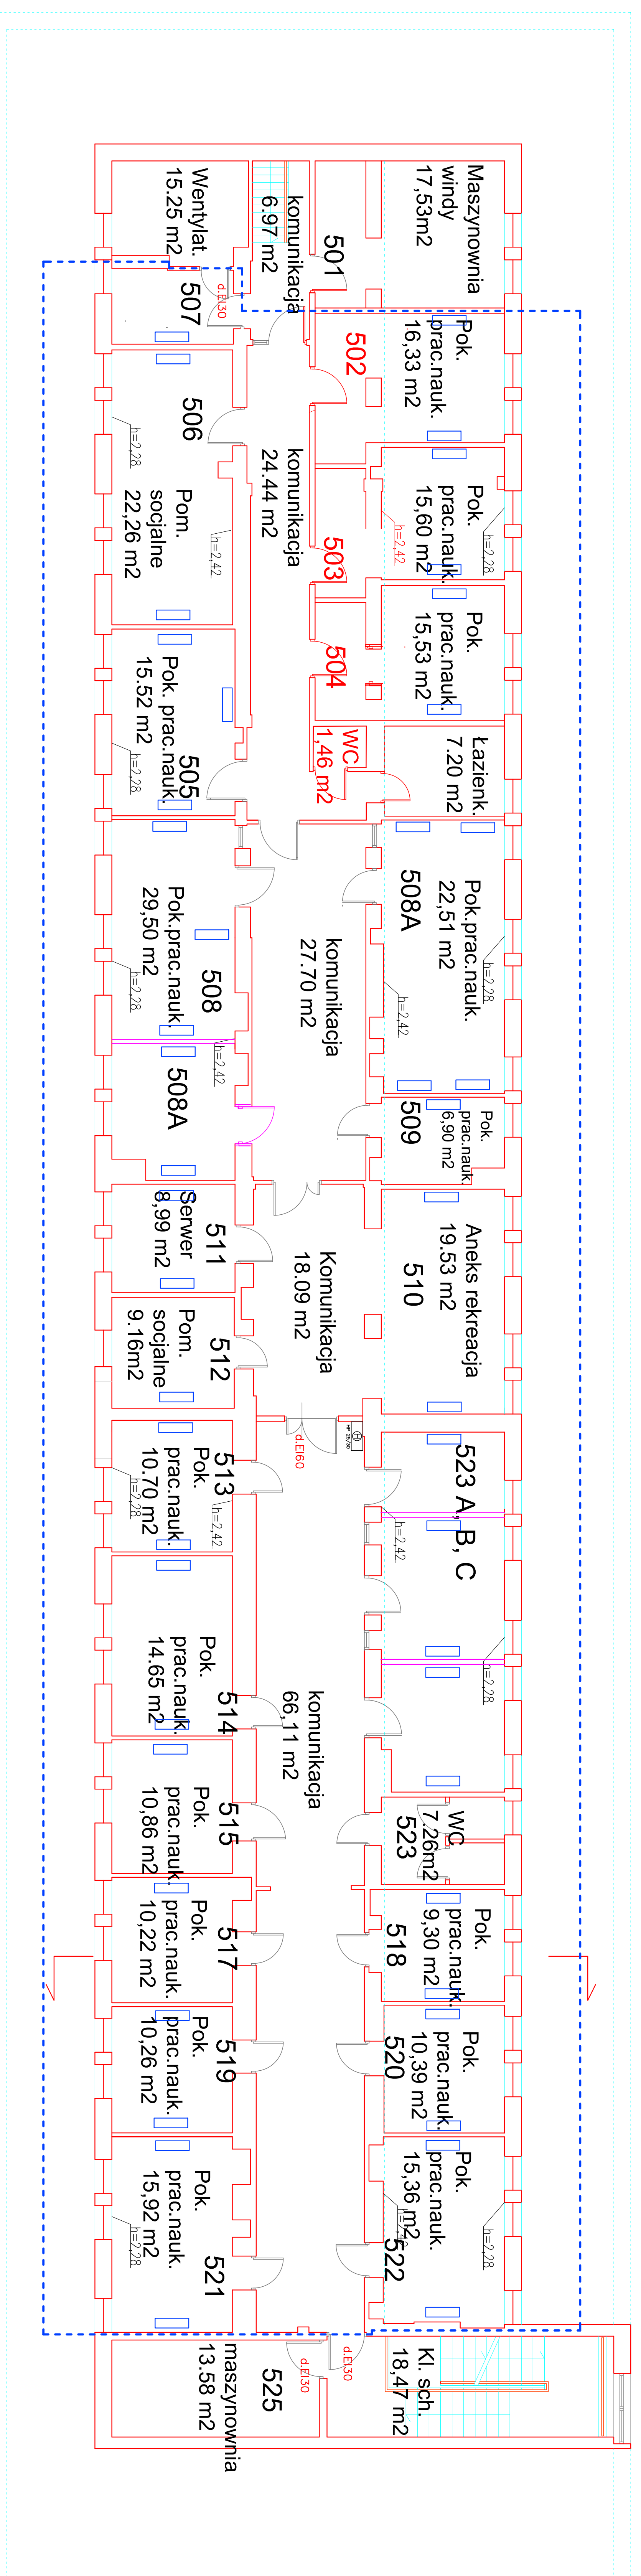 Maszynownia
windy
17,53m2
501
komunikacja
6.97 m2
Wentylat.
15.25 m2
d.EI30
507
Pok.
prac.nauk.
16,33 m2
502
506
Pom.
socjalne
22,26 m2
h=2,28
h=2,42
komunikacja
24.44 m2
Pok.
prac.nauk.
15,60 m2
h=2,28
h=2,42
503
Pok.
prac.nauk.
15,53 m2
504
WC
1,46 m2
Łazienk.
7.20 m2
Pok. prac.nauk.
15.52 m2
505
h=2,28
Pok.prac.nauk.
22,51 m2
508A
h=2,28
h=2,42
komunikacja
27.70 m2
Pok.prac.nauk.
29,50 m2
508
h=2,28
h=2,42
508A
Pok.
prac.nauk.
6,90 m2
509
Aneks rekreacja
19.53 m2
510
Komunikacja
18.09 m2
511
Serwer
8,99 m2
512
Pom.
socjalne
9.16m2
d.EI60
H
HP 25/30
513
Pok.
prac.nauk.
10.70 m2
h=2,28
h=2,42
523 A, B, C
h=2,42
h=2,28
komunikacja
66,11 m2
Pok.
prac.nauk.
14.65 m2
514
WC
7.26m2
523
Pok.
prac.nauk.
10,86 m2
515
Pok.
prac.nauk.
9,30 m2
518
Pok.
prac.nauk.
10,22 m2
517
Pok.
prac.nauk.
10,39 m2
520
Pok.
prac.nauk.
10,26 m2
519
Pok.
prac.nauk.
15,36 m2
522
h=2,28
h=2,42
Pok.
prac.nauk.
15,92 m2
521
h=2,28
Kl. sch.
18,47 m2
d.EI30
d.EI30
525
maszynownia
13.58 m2